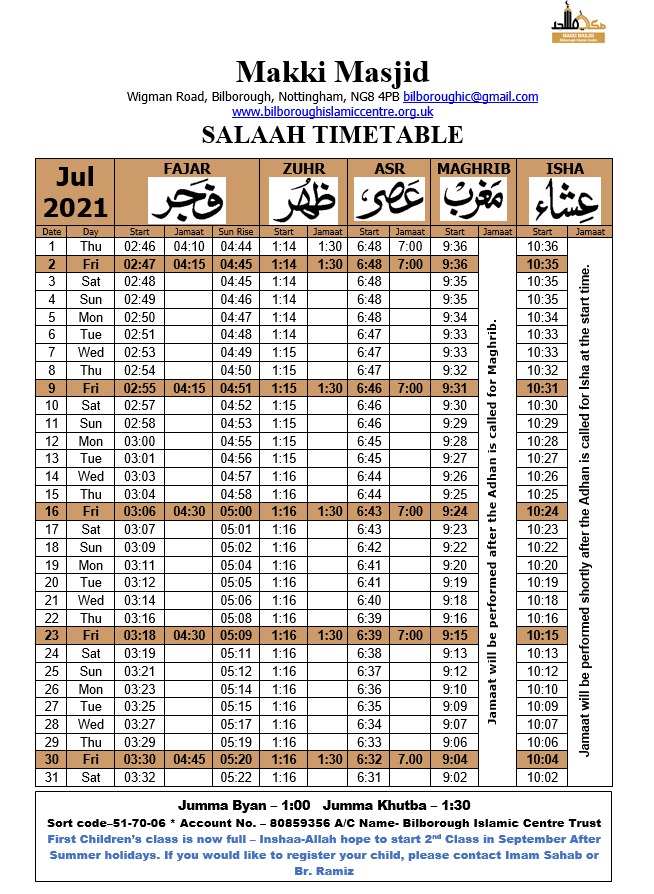 مكي مسجد
MAKKI MASJID
Bilborough Islamic Centre
Makki Masjid
Wigman Road, Bilborough, Nottingham, NG8 4PB bilboroughic@gmail.com
www.bilboroughislamiccentre.org.uk
SALAAH TIMETABLE
Jul 2021 FAJAR ZUHR ASR MAGHRIB ISHA
فجر ظهر عصر مغرب عشاء
Date Day Start Jamaat Sun Rise Start Jamaat Start Jamaat Start Jamaat Start Jamaat
1 Thu 02:46 04:10 04:44 1:14 1:30 6:48 7:00 9:36 10:36
2 Fri 02:47 04:15 04:45 1:14 1:30 6:48 7:00 9:36 10:35
3 Sat 02:48 04:45 1:14 6:48 9:35 10:35
4 Sun 02:49 04:46 1:14 6:48 9:35 10:35
5 Mon 02:50 04:47 1:14 6:48 9:34 10:34
6 Tue 02:51 04:48 1:14 6:47 9:33 10:33
7 Wed 02:53 04:49 1:15 6:47 9:33 10:33
8 Thu 02:54 04:50 1:15 6:47 9:32 10:32
9 Fri 02:55 04:15 04:51 1:15 1:30 6:46 7:00 9:31 10:31
10 Sat 02:57 04:52 1:15 6:46 9:30 10:30
11 Sun 02:58 04:53 1:15 6:46 9:29 10:29
12 Mon 03:00 04:55 1:15 6:45 9:28 10:28
13 Tue 03:01 04:56 1:15 6:45 9:27 10:27
14 Wed 03:03 04:57 1:16 6:44 9:26 10:26
15 Thu 03:04 04:58 1:16 6:44 9:25 10:25
16 Fri 03:06 04:30 05:00 1:16 1:30 6:43 7:00 9:24 10:24
17 Sat 03:07 05:01 1:16 6:43 9:23 10:23
18 Sun 03:09 05:02 1:16 6:42 9:22 10:22
19 Mon 03:11 05:04 1:16 6:41 9:20 10:20
20 Tue 03:12 05:05 1:16 6:41 9:19 10:19
21 Wed 03:14 05:06 1:16 6:40 9:18 10:18
22 Thu 03:16 05:08 1:16 6:39 9:16 10:16
23 Fri 03:18 04:30 05:09 1:16 1:30 6:39 7:00 9:15 10:15
24 Sat 03:19 05:11 1:16 6:38 9:13 10:13
25 Sun 03:21 05:12 1:16 6:37 9:12 10:12
26 Mon 03:23 05:14 1:16 6:36 9:10 10:10
27 Tue 03:25 05:15 1:16 6:35 9:09 10:09
28 Wed 03:27 05:17 1:16 6:34 9:07 10:07
29 Thu 03:29 05:19 1:16 6:33 9:06 10:06
30 Fri 03:30 04:45 05:20 1:16 1:30 6:32 7.00 9:04 10:04
31 Sat 03:32 05:22 1:16 6:31 9:02 10:02
Jamaat will be performed after the Adhan is called for Maghrib.
Jamaat will be performed shortly after the Adhan is called for Isha at the start time.
Jumma Byan – 1:00 Jumma Khutba – 1:30
Sort code–51-70-06 * Account No. – 80859356 A/C Name- Bilborough Islamic Centre Trust
First Children's class is now full – Inshaa-Allah hope to start 2nd Class in September After
Summer holidays. If you would like to register your child, please contact Imam Sahab or
Br. Ramiz